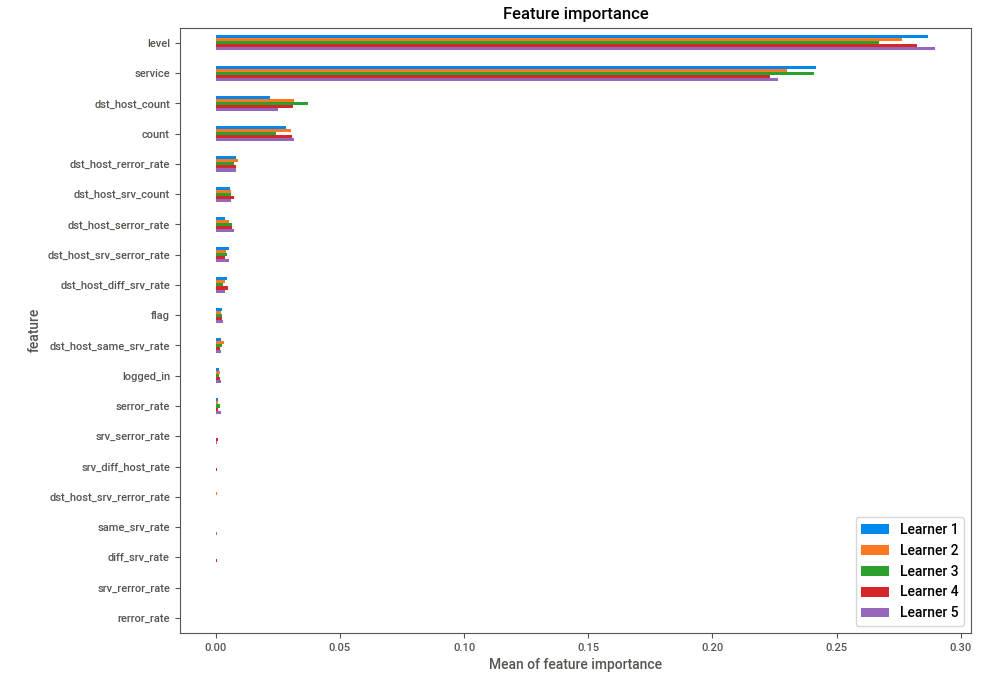 Feature importance
level
service
dst_host_count
count
dst_host_rerror_rate
dst_host_srv_count
dst_host_serror_rate
dst_host_srv_serror_rate
dst_host_diff_srv_rate
flag
dst_host_same_srv_rate
logged_in
serror_rate
srv_serror_rate
srv_diff_host_rate
dst_host_srv_rerror_rate
same_srv_rate
diff_srv_rate
srv_rerror_rate
rerror_rate
feature
Learner 1
Learner 2
Learner 3
Learner 4
Learner 5
0.00 0.05 0.10 0.15 0.20 0.25 0.30
Mean of feature importance